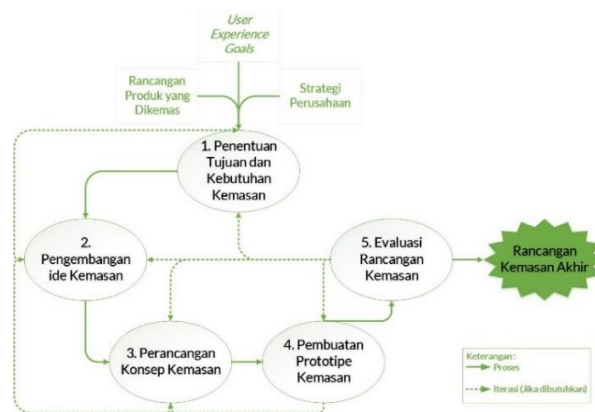 User
Experience
Goals
Rancangan
Produk yang
Dikemas
Strategi
Perusahaan
1. Penentuan
Tujuan dan
Kebutuhan
Kemasan
2.
Pengembangan
ide Kemasan
5. Evaluasi
Rancangan
Kemasan
Rancangan
Kemasan Akhir
3. Perancangan
Konsep Kemasan
4. Pembuatan
Prototipe
Kemasan
Keterangan :
Proses
Iterasi (Jika dibutuhkan)